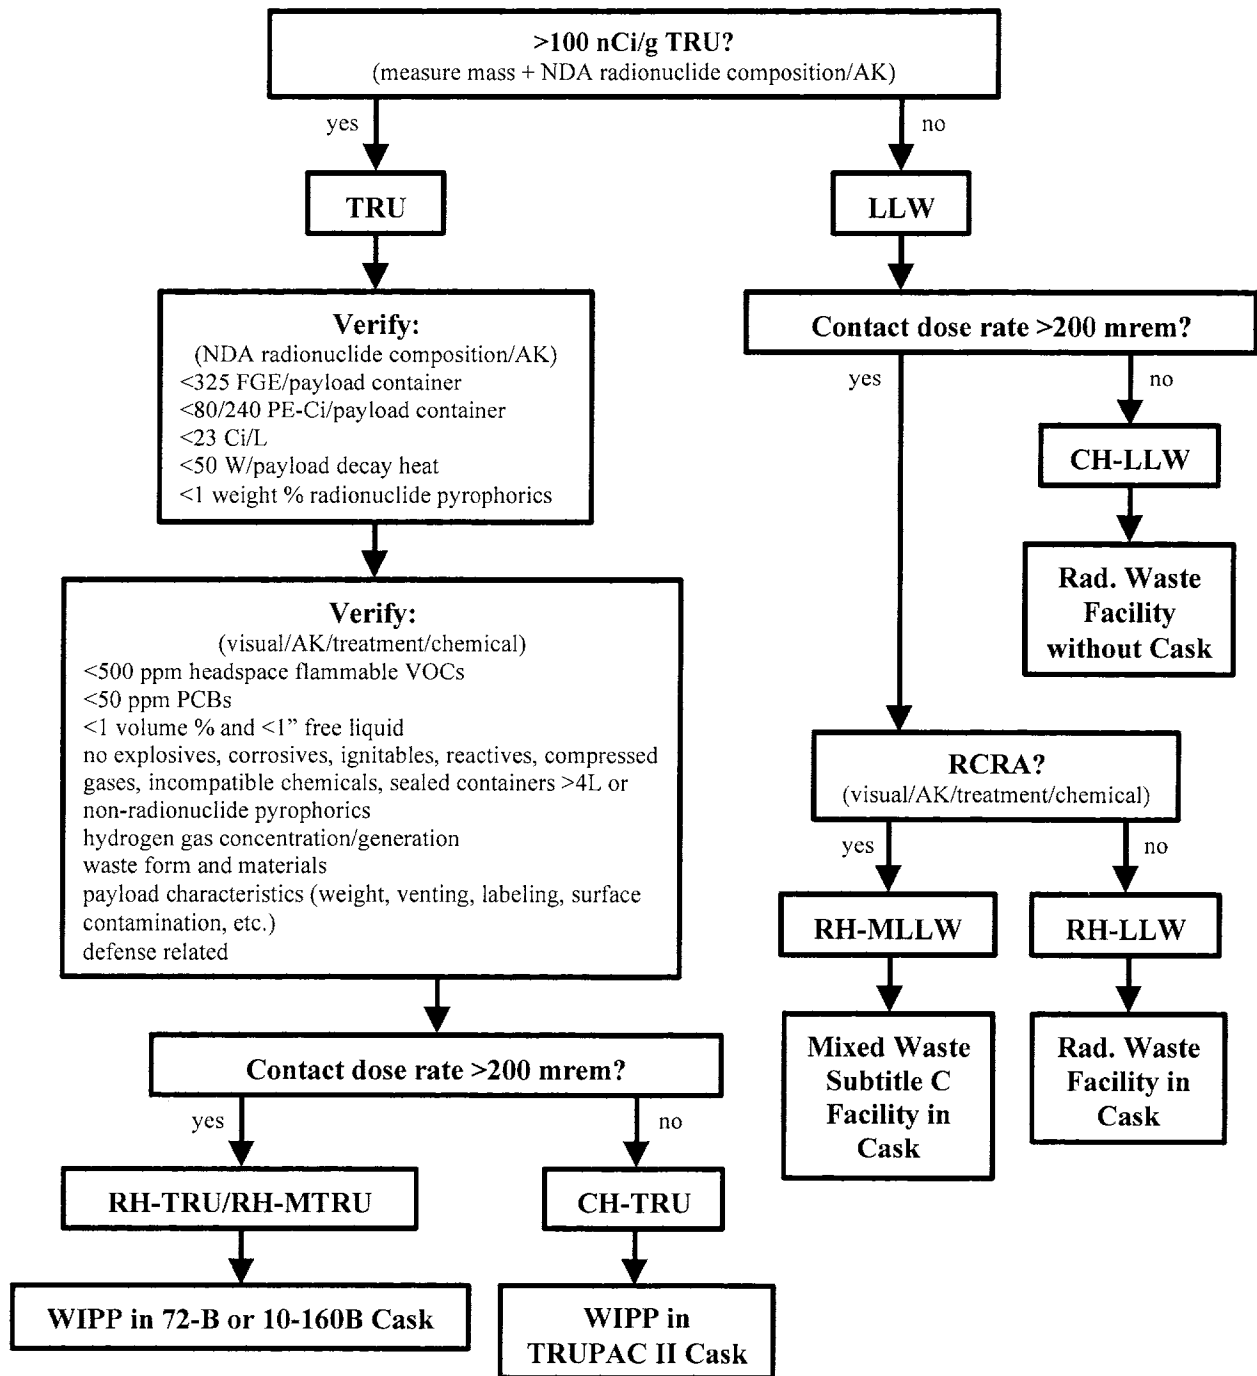 >100 nCi/g TRU?
(measure mass + NDA radionuclide composition/AK)
yes
no
TRU
LLW
Verify:
(NDA radionuclide composition/AK)
<325 FGE/payload container
<80/240 PE-Ci/payload container
<23 Ci/L
<50 W/payload decay heat
<1 weight % radionuclide pyrophorics
Contact dose rate >200 mrem?
yes
no
CH-LLW
Rad. Waste
Facility
without Cask
Verify:
(visual/AK/treatment/chemical)
<500 ppm headspace flammable VOCs
<50 ppm PCBs
<1 volume % and <1” free liquid
no explosives, corrosives, ignitables, reactives, compressed
gases, incompatible chemicals, sealed containers >4L or
non-radionuclide pyrophorics
hydrogen gas concentration/generation
waste form and materials
payload characteristics (weight, venting, labeling, surface
contamination, etc.)
defense related
RCRA?
(visual/AK/treatment/chemical)
yes
no
RH-MLLW
RH-LLW
Mixed Waste
Subtitle C
Facility in
Cask
Rad. Waste
Facility in
Cask
Contact dose rate >200 mrem?
yes
no
RH-TRU/RH-MTRU
CH-TRU
WIPP in 72-B or 10-160B Cask
WIPP in
TRUPAC II Cask